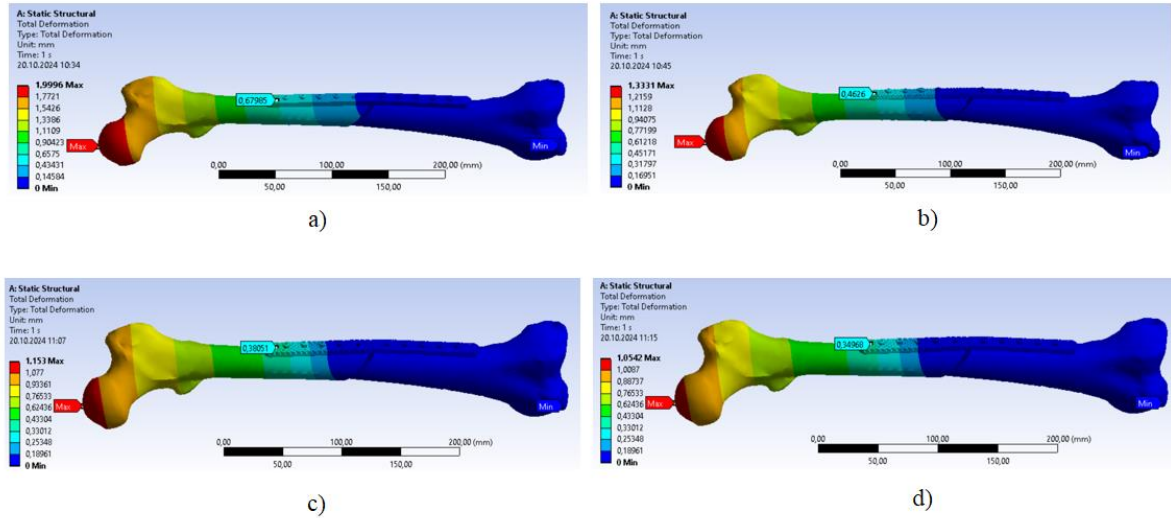 A: Static Structural
Total Deformation
Type: Total Deformation
Unit: mm
Time: 1 s
20.10.2024 10:34
1,9996 Max
1,7721
1,5426
1,3386
1,1109
0,90423
0,6575
0,43431
0,14584
0 Min
0,67985
Max
Min
0,00 100,00 200,00 (mm)
50,00 150,00
a)
A: Static Structural
Total Deformation
Type: Total Deformation
Unit: mm
Time: 1 s
20.10.2024 10:45
1,3331 Max
1,2159
1,1128
0,94075
0,77199
0,61218
0,45171
0,31797
0,16951
0 Min
0,4626
Max
Min
0,00 100,00 200,00 (mm)
50,00 150,00
b)
A: Static Structural
Total Deformation
Type: Total Deformation
Unit: mm
Time: 1 s
20.10.2024 11:07
1,153 Max
1,077
0,93361
0,76533
0,62436
0,43304
0,33012
0,25348
0,18961
0 Min
0,38051
Max
Min
0,00 100,00 200,00 (mm)
50,00 150,00
c)
A: Static Structural
Total Deformation
Type: Total Deformation
Unit: mm
Time: 1 s
20.10.2024 11:15
1,0542 Max
1,0087
0,88737
0,76533
0,62436
0,43304
0,33012
0,25348
0,18961
0 Min
0,34968
Max
Min
0,00 100,00 200,00 (mm)
50,00 150,00
d)